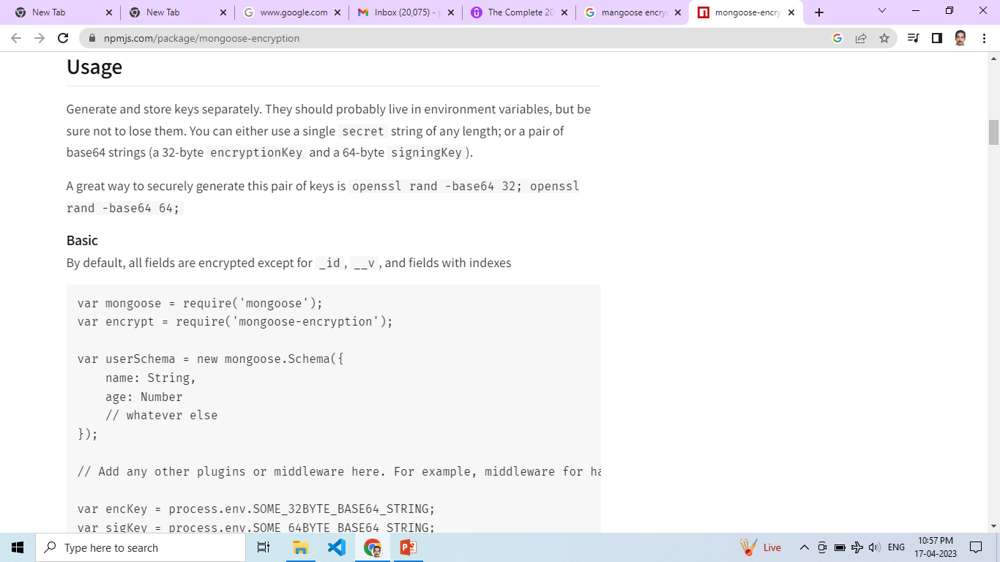 New Tab
New Tab
www.google.com
Inbox (20,075) -
The Complete 20
mangoose encry
mongoose-encry
npmjs.com/package/mongoose-encryption
Usage
Generate and store keys separately. They should probably live in environment variables, but be
sure not to lose them. You can either use a single secret string of any length; or a pair of
base64 strings (a 32-byte encryptionKey and a 64-byte signingKey).
A great way to securely generate this pair of keys is openssl rand -base64 32; openssl
rand -base64 64;
Basic
By default, all fields are encrypted except for _id, __v, and fields with indexes
var mongoose = require('mongoose');
var encrypt = require('mongoose-encryption');
var userSchema = new mongoose.Schema({
name: String,
age: Number
// whatever else
});
// Add any other plugins or middleware here. For example, middleware for ha
var encKey = process.env.SOME_32BYTE_BASE64_STRING;
var sigKey = process.env.SOME_64BYTE_BASE64_STRING;
Type here to search
Live
ENG
10:57 PM
17-04-2023